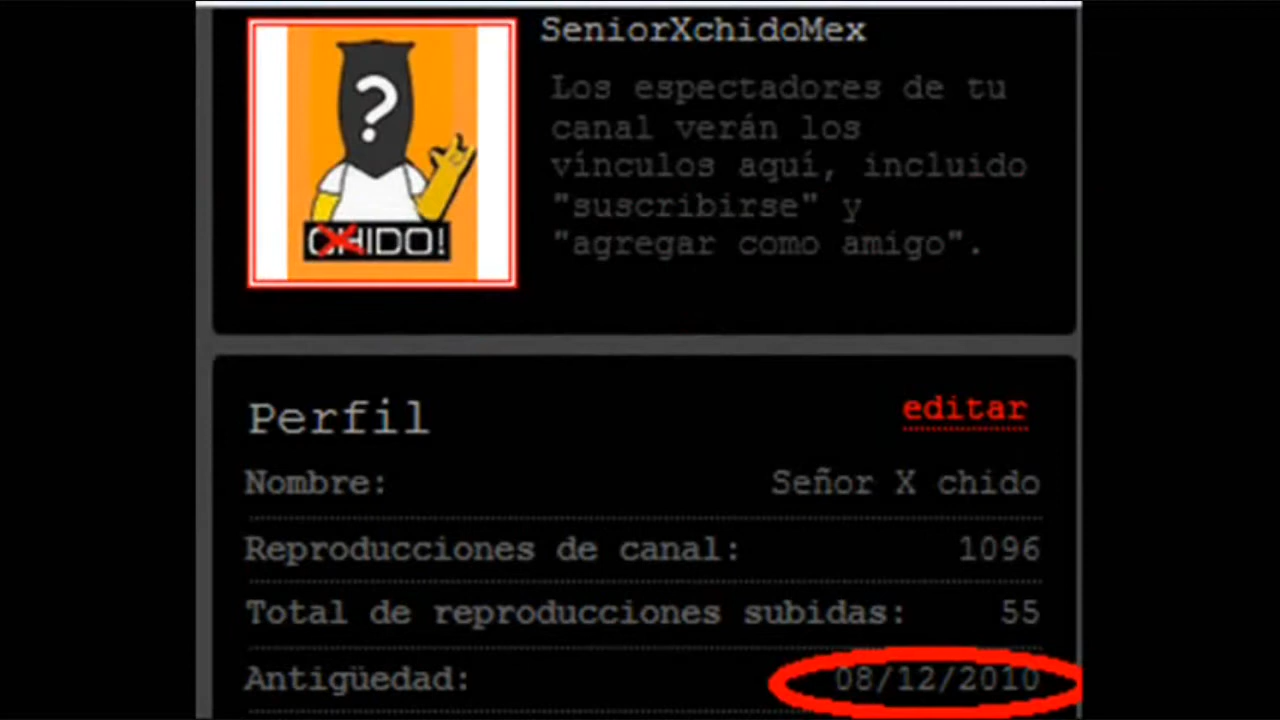 SeniorXchidoMex
Los espectadores de tu
canal verán los
vínculos aquí, incluido
"suscribirse" y
"agregar como amigo".
?
CHIDO!
Perfil
editar
Nombre: Señor X chido
Reproducciones de canal: 1096
Total de reproducciones subidas: 55
Antigüedad: 08/12/2010